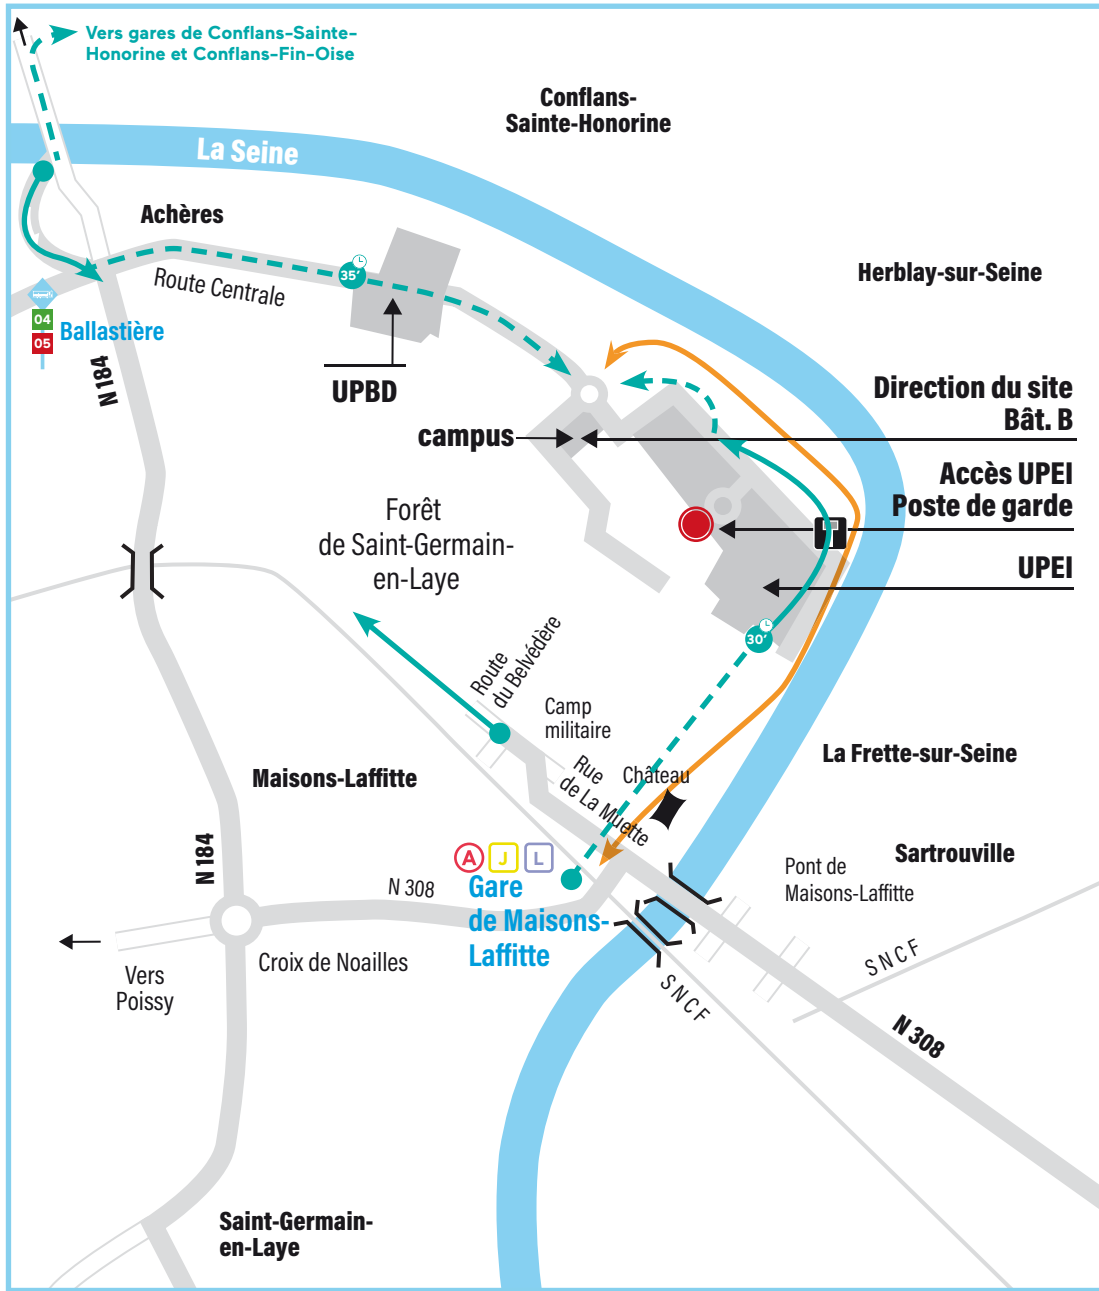 Vers gares de Conflans-Sainte-
Honorine et Conflans-Fin-Oise
Conflans-
Sainte-Honorine
La Seine
Achères
Herblay-sur-Seine
35’
Route Centrale
04
05
Ballastière
N 184
UPBD
Direction du site
Bât. B
campus
Accès UPEI
Poste de garde
Forêt
de Saint-Germain-
en-Laye
UPEI
30’
Route
du Belvédère
Camp
militaire
La Frette-sur-Seine
Maisons-Laffitte
Rue
de La Muette
Château
N 184
A
J
L
Sartrouville
Pont de
Maisons-Laffitte
N 308
Gare
de Maisons-
Laffitte
Croix de Noailles
Vers
Poissy
SNCF
SNCF
N 308
Saint-Germain-
en-Laye